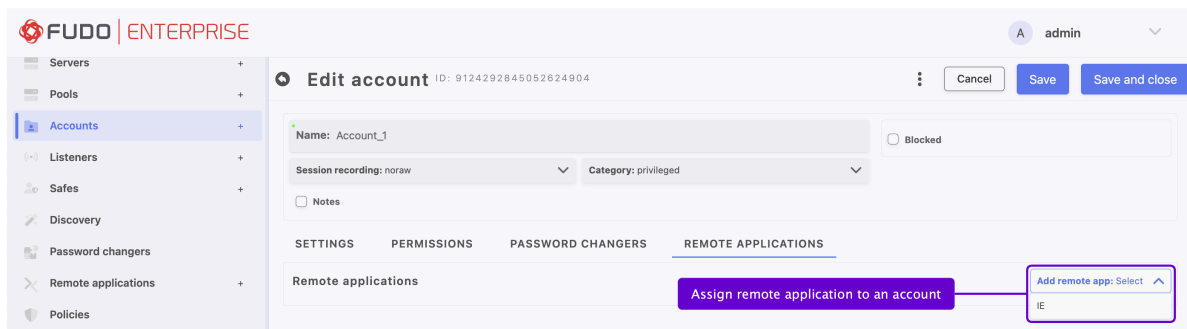 FUDO ENTERPRISE
A admin
Servers +
Pools +
Accounts +
Listeners +
Safes +
Discovery
Password changers
Remote applications +
Policies
Edit account ID: 9124292845052624904
Cancel Save Save and close
Name: Account_1
Blocked
Session recording: noraw Category: privileged
Notes
SETTINGS PERMISSIONS PASSWORD CHANGERS REMOTE APPLICATIONS
Remote applications
Assign remote application to an account
Add remote app: Select
IE